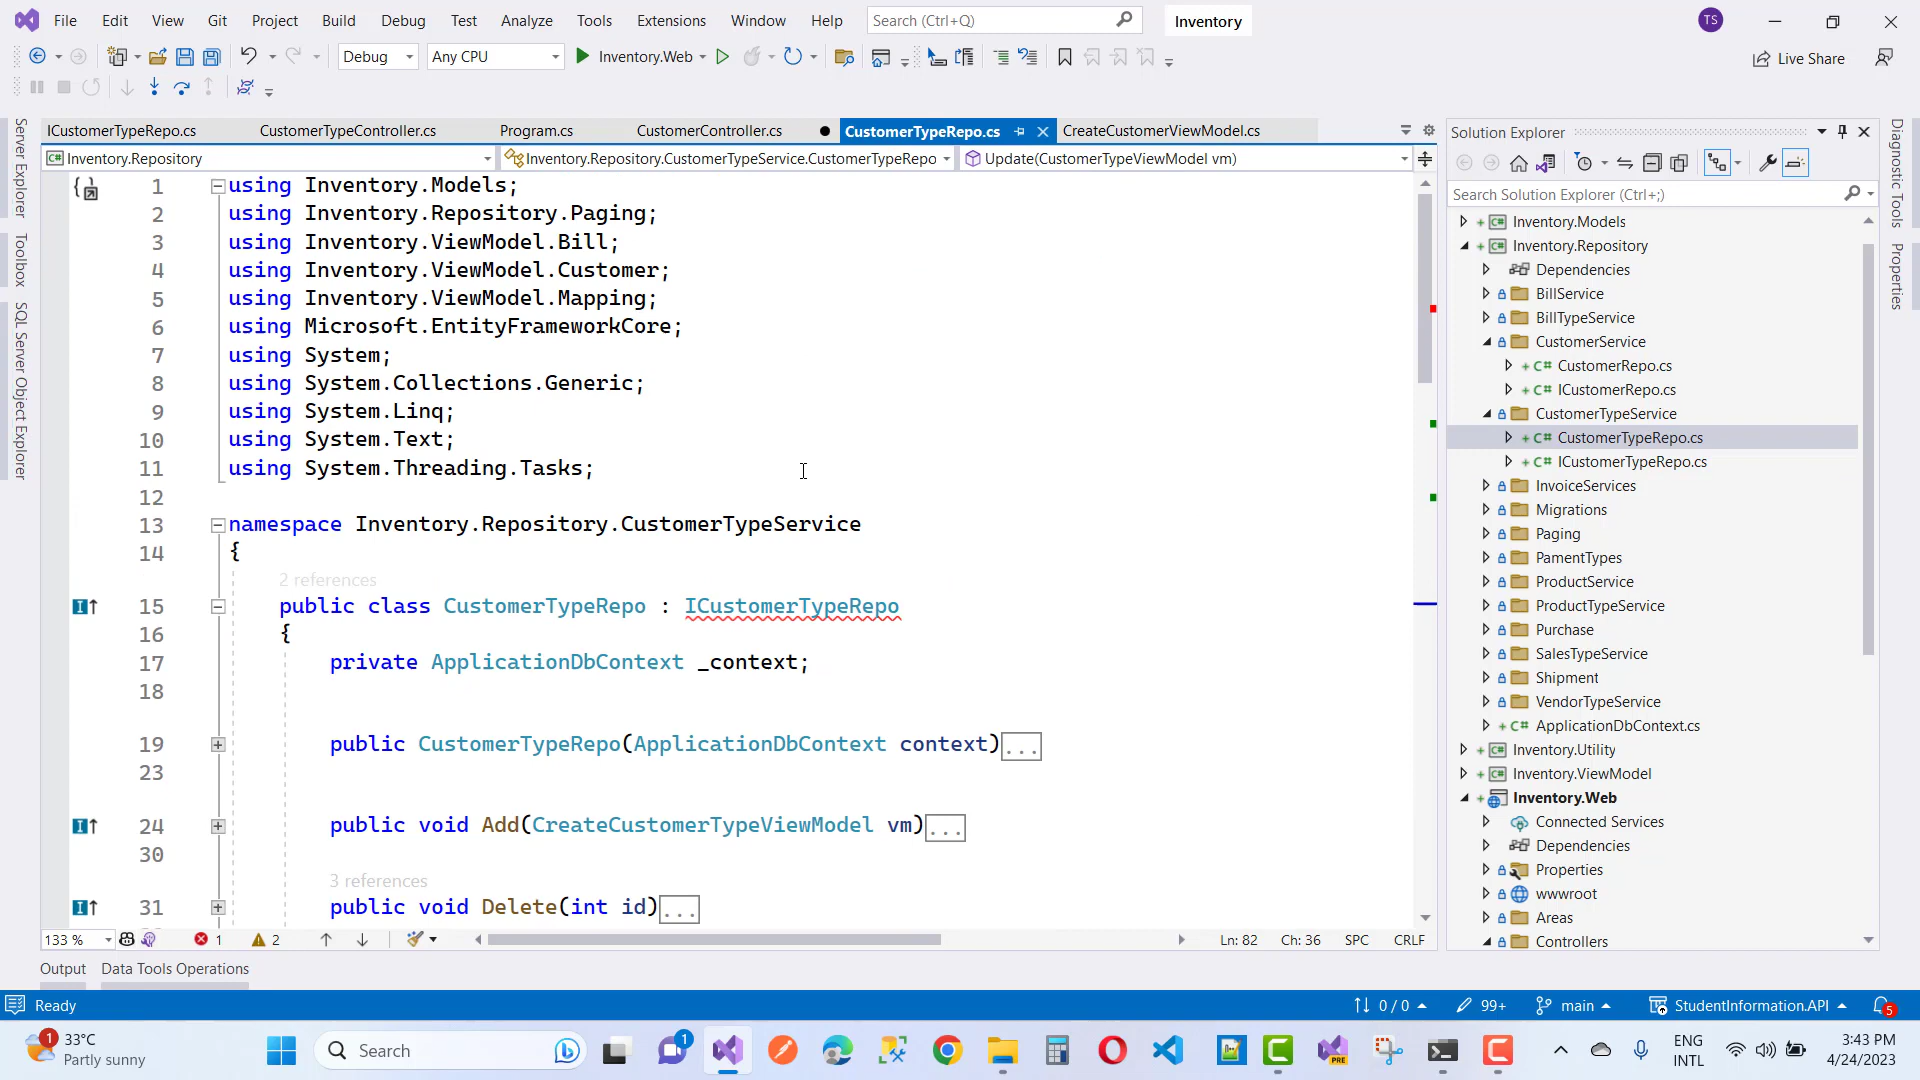 File Edit View Git Project Build Debug Test Analyze Tools Extensions Window Help Search (Ctrl+Q) Inventory TS
Debug Any CPU Inventory.Web Live Share
ICustomerTypeRepo.cs CustomerTypeController.cs Program.cs CustomerController.cs CustomerTypeRepo.cs CreateCustomerViewModel.cs
Inventory.Repository Inventory.Repository.CustomerTypeService.CustomerTypeRepo Update(CustomerTypeViewModel vm)
Server Explorer
Toolbox
SQL Server Object Explorer
1 using Inventory.Models;
2 using Inventory.Repository.Paging;
3 using Inventory.ViewModel.Bill;
4 using Inventory.ViewModel.Customer;
5 using Inventory.ViewModel.Mapping;
6 using Microsoft.EntityFrameworkCore;
7 using System;
8 using System.Collections.Generic;
9 using System.Linq;
10 using System.Text;
11 using System.Threading.Tasks;
12
13 namespace Inventory.Repository.CustomerTypeService
14 {
2 references
15 public class CustomerTypeRepo : ICustomerTypeRepo
16 {
17 private ApplicationDbContext _context;
18
19 public CustomerTypeRepo(ApplicationDbContext context)...
23
24 public void Add(CreateCustomerTypeViewModel vm)...
30
3 references
31 public void Delete(int id)...
133 % 1 2 Ln: 82 Ch: 36 SPC CRLF
Solution Explorer
Search Solution Explorer (Ctrl+;)
Inventory.Models
Inventory.Repository
Dependencies
BillService
BillTypeService
CustomerService
C# CustomerRepo.cs
C# ICustomerRepo.cs
CustomerTypeService
C# CustomerTypeRepo.cs
C# ICustomerTypeRepo.cs
InvoiceServices
Migrations
Paging
PamentTypes
ProductService
ProductTypeService
Purchase
SalesTypeService
Shipment
VendorTypeService
C# ApplicationDbContext.cs
Inventory.Utility
Inventory.ViewModel
Inventory.Web
Connected Services
Dependencies
Properties
wwwroot
Areas
Controllers
Diagnostic Tools
Properties
Output Data Tools Operations
Ready 0 / 0 99+ main StudentInformation.API 5
1 33°C
Partly sunny
Search 1 PRE
ENG
INTL
3:43 PM
4/24/2023